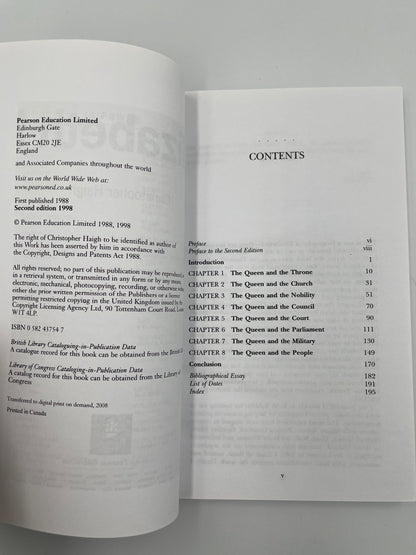 Pearson Education Limited
Edinburgh Gate
Harlow
Essex CM20 2JE
England
and Associated Companies throughout the world
Visit us on the World Wide Web at:
www.pearsoned.co.uk
First published 1988
Second edition 1998
© Pearson Education Limited 1988, 1998
The right of Christopher Haigh to be identified as author of
this Work has been asserted by him in accordance with
the Copyright, Designs and Patents Act 1988.
All rights reserved; no part of this publication may be reproduced, stored
in a retrieval system, or transmitted in any form or by any means,
electronic, mechanical, photocopying, recording, or otherwise
without the prior written permission of the Publishers or a licence
permitting restricted copying in the United Kingdom issued by the
Copyright Licensing Agency Ltd, 90 Tottenham Court Road, London
W1T 4LP.
ISBN 0 582 43754 7
British Library Cataloguing-in-Publication Data
A catalogue record for this book can be obtained from the British
Library of Congress Cataloging-in-Publication Data
A catalog record for this book can be obtained from the Library of
Congress
Transferred to digital print on demand, 2008
Printed in Canada
CONTENTS
Preface vi
Preface to the Second Edition viii
Introduction 1
CHAPTER 1 The Queen and the Throne 10
CHAPTER 2 The Queen and the Church 31
CHAPTER 3 The Queen and the Nobility 51
CHAPTER 4 The Queen and the Council 70
CHAPTER 5 The Queen and the Court 90
CHAPTER 6 The Queen and the Parliament 111
CHAPTER 7 The Queen and the Military 130
CHAPTER 8 The Queen and the People 149
Conclusion 170
Bibliographical Essay 182
List of Dates 191
Index 195
v